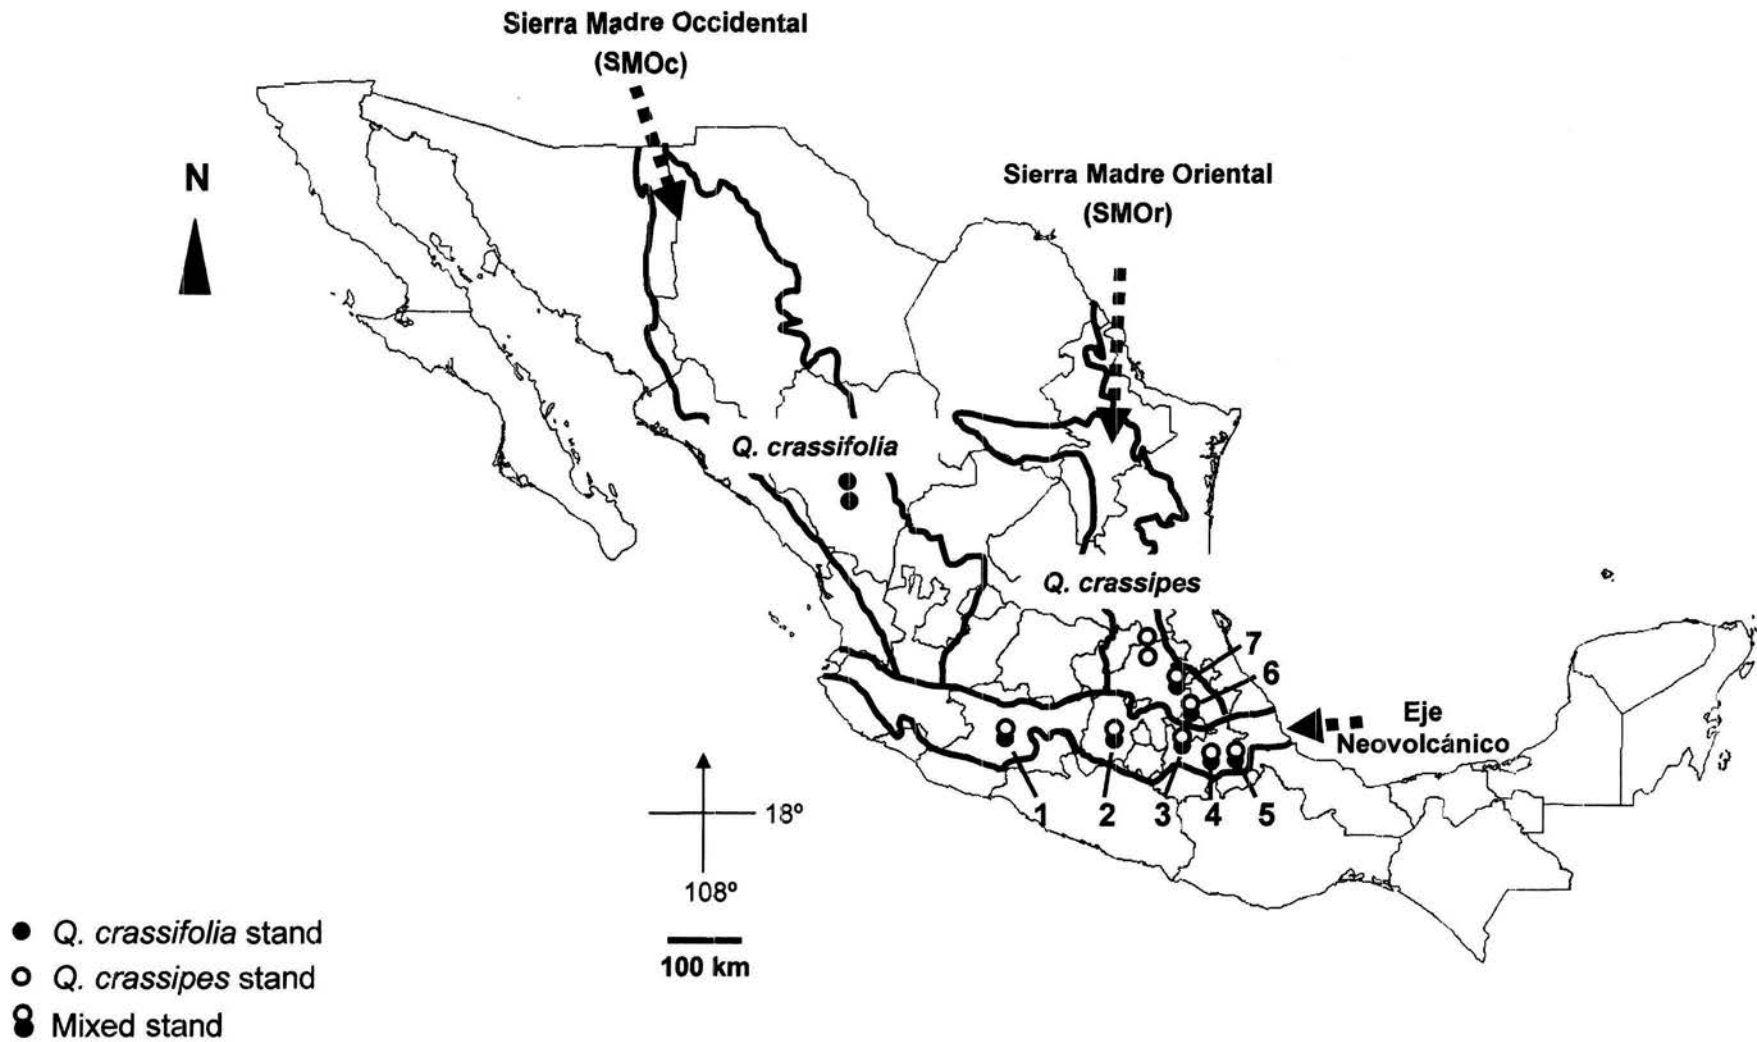 Sierra Madre Occidental
(SMOc)
N
Sierra Madre Oriental
(SMOr)
Q. crassifolia
Q. crassipes
7
6
Eje
Neovolcánico
1
2
3
4
5
18º
108º
100 km
Q. crassifolia stand
Q. crassipes stand
Mixed stand